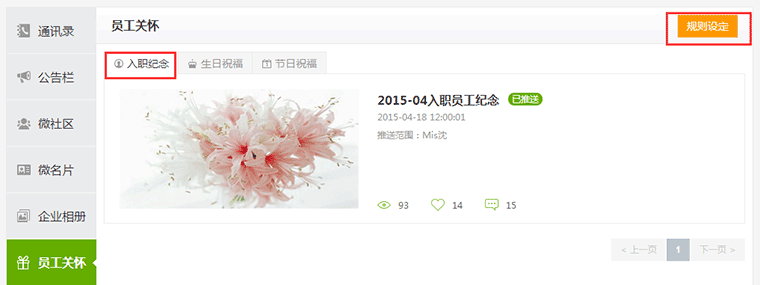 通讯录
公告栏
微社区
微名片
企业相册
员工关怀
员工关怀
规则设定
入职纪念 生日祝福 节日祝福
2015-04入职员工纪念 已推送
2015-04-18 12:00:01
推送范围：Mis沈
93 14 15
< 上一页 1 下一页 >